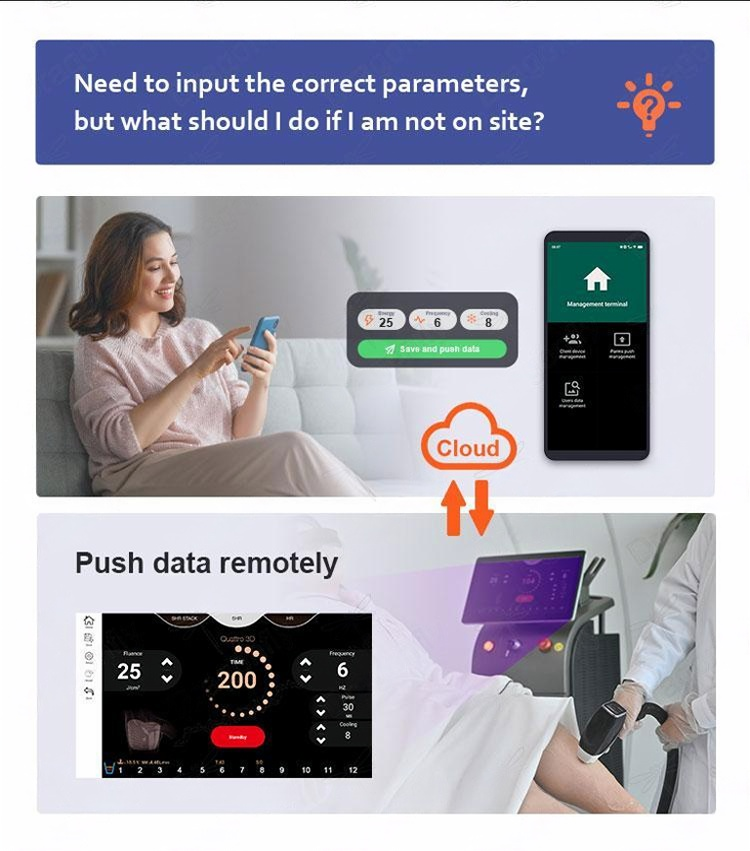 Need to input the correct parameters,
but what should I do if I am not on site?
Energy
25
Frequency
6
Cooling
8
Save and push data
Management terminal
Client device
management
Params push
management
Users data
management
Cloud
Push data remotely
SHR STACK
SHR
HR
Quattro 3D
Fluence
25
J/cm²
TIME
200
Frequency
6
HZ
Pulse
30
MS
Cooling
8
Standby
1 2 3 4 5 6 7 8 9 10 11 12